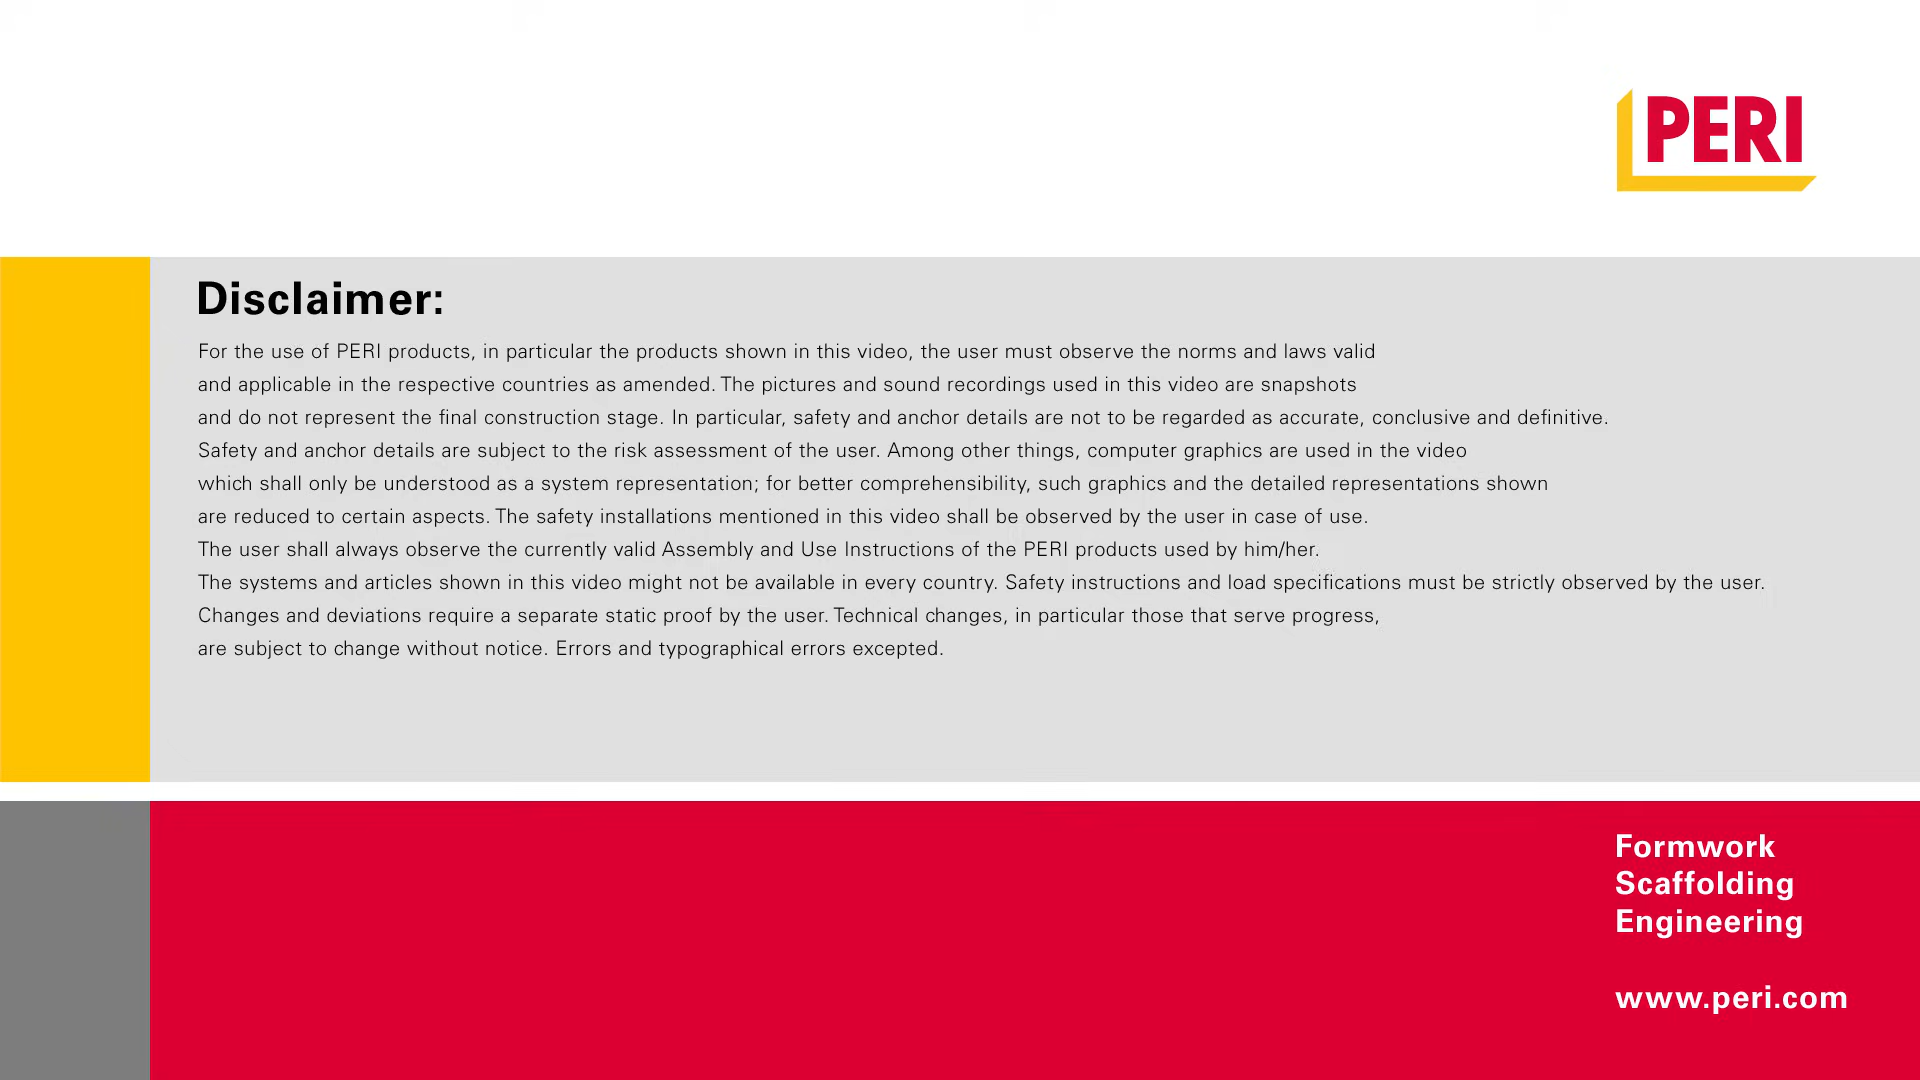 PERI
Disclaimer:
For the use of PERI products, in particular the products shown in this video, the user must observe the norms and laws valid
and applicable in the respective countries as amended. The pictures and sound recordings used in this video are snapshots
and do not represent the final construction stage. In particular, safety and anchor details are not to be regarded as accurate, conclusive and definitive.
Safety and anchor details are subject to the risk assessment of the user. Among other things, computer graphics are used in the video
which shall only be understood as a system representation; for better comprehensibility, such graphics and the detailed representations shown
are reduced to certain aspects. The safety installations mentioned in this video shall be observed by the user in case of use.
The user shall always observe the currently valid Assembly and Use Instructions of the PERI products used by him/her.
The systems and articles shown in this video might not be available in every country. Safety instructions and load specifications must be strictly observed by the user.
Changes and deviations require a separate static proof by the user. Technical changes, in particular those that serve progress,
are subject to change without notice. Errors and typographical errors excepted.
Formwork
Scaffolding
Engineering
www.peri.com